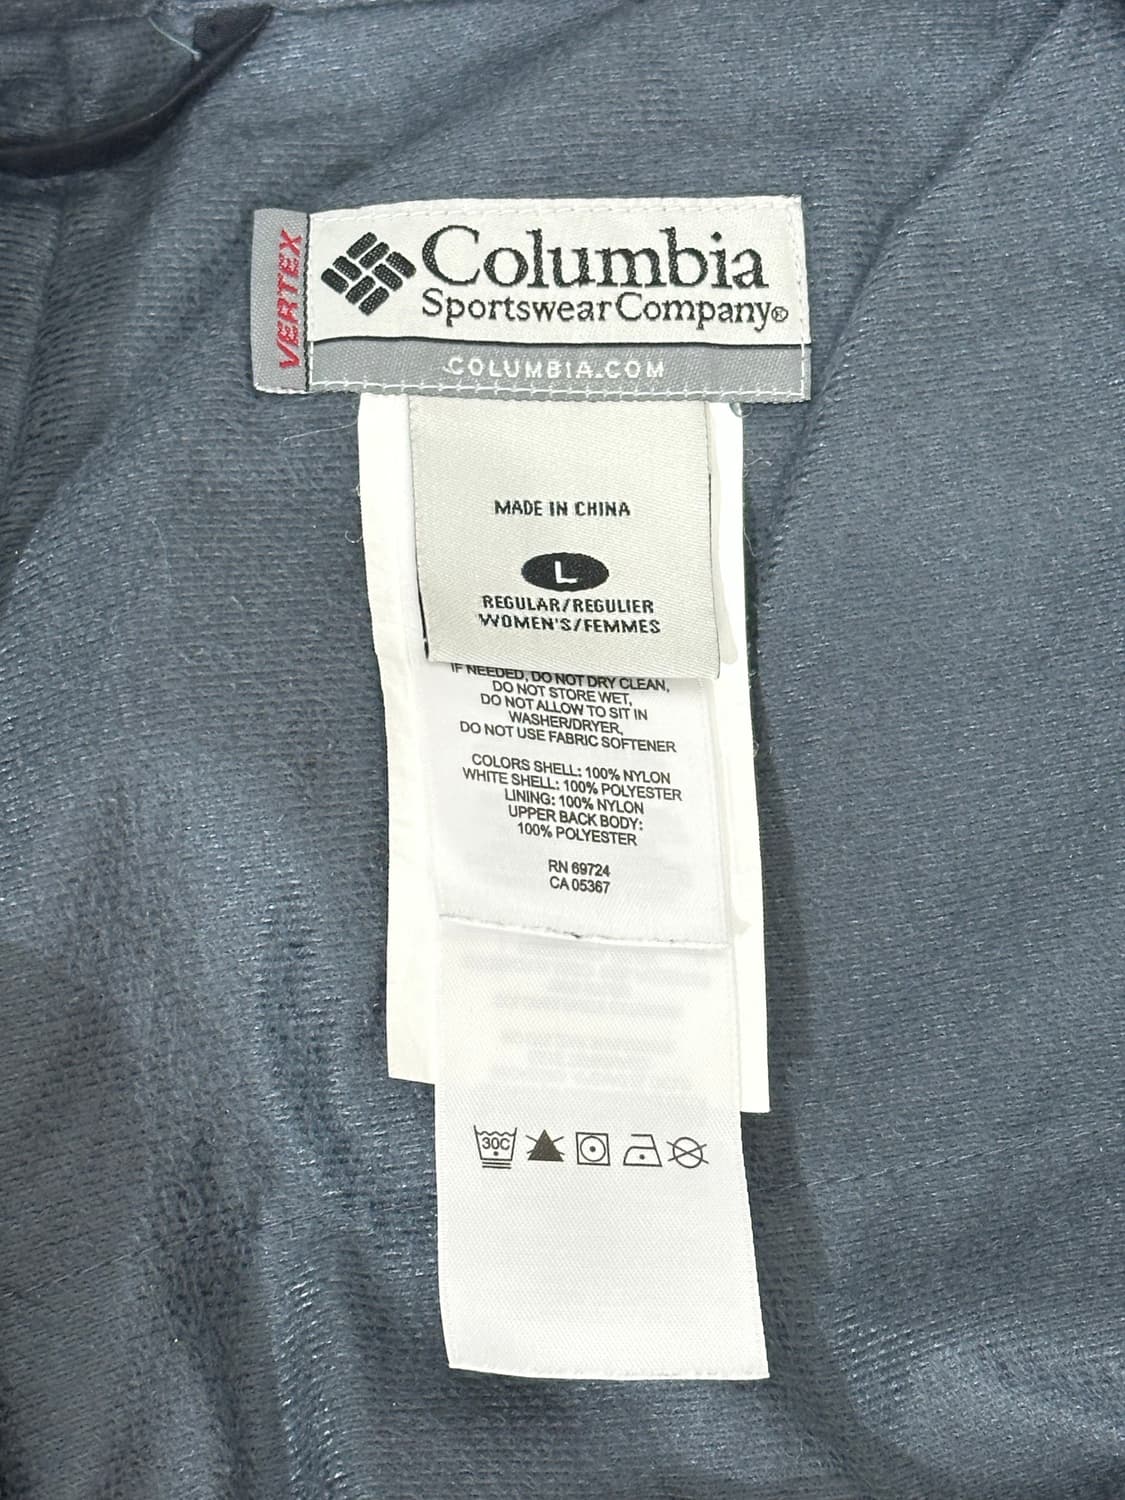 VERTEX
Columbia
Sportswear Company®
COLUMBIA.COM
MADE IN CHINA
L
REGULAR/REGULIER
WOMEN'S/FEMMES
IF NEEDED, DO NOT DRY CLEAN,
DO NOT STORE WET,
DO NOT ALLOW TO SIT IN
WASHER/DRYER,
DO NOT USE FABRIC SOFTENER
COLORS SHELL: 100% NYLON
WHITE SHELL: 100% POLYESTER
LINING: 100% NYLON
UPPER BACK BODY:
100% POLYESTER
RN 69724
CA 05367
30C